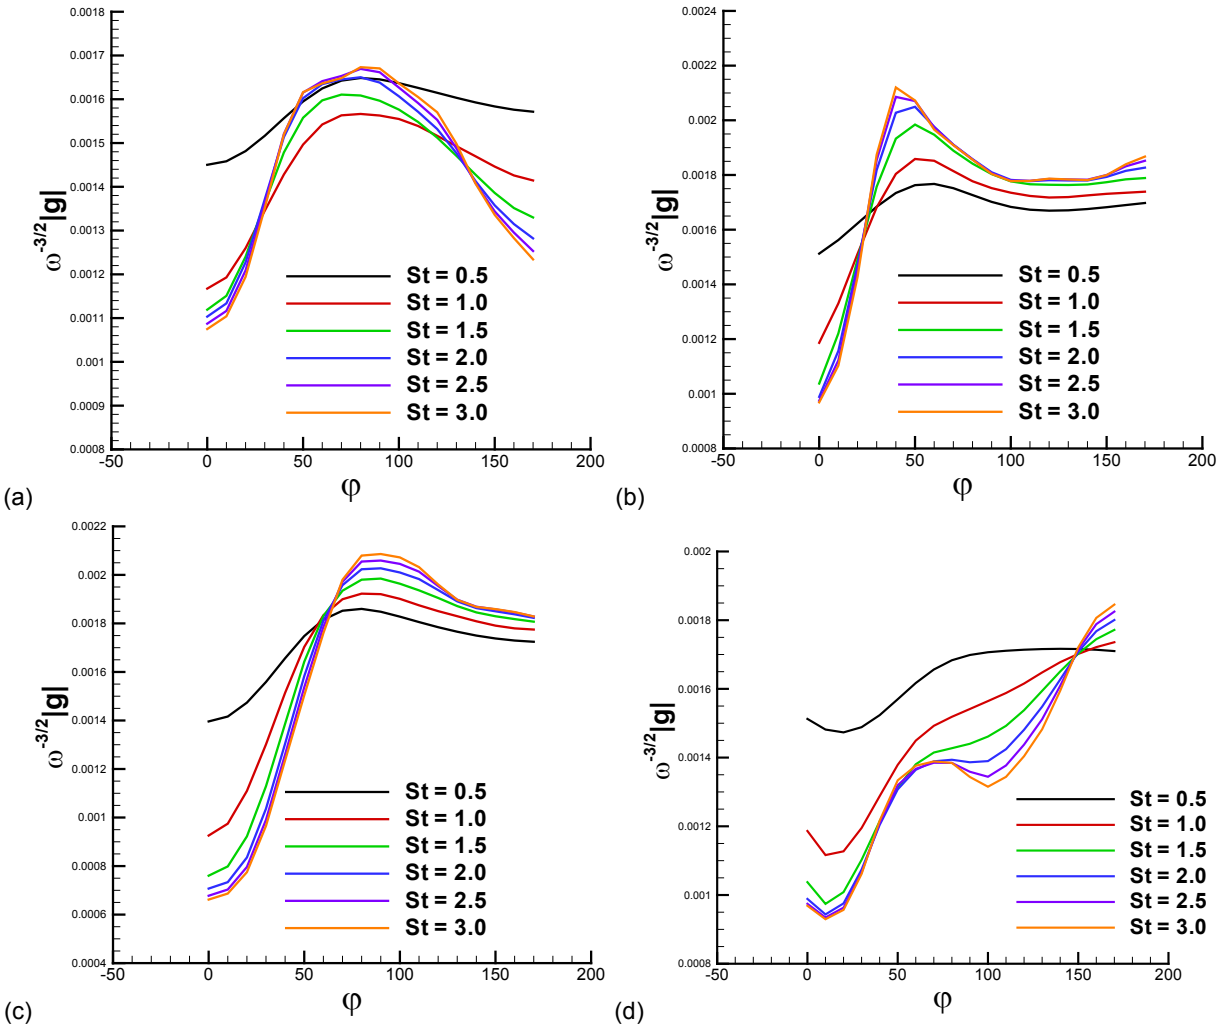 0.0018
0.0017
0.0016
0.0015
0.0014
0.0013
0.0012
0.0011
0.001
0.0009
0.0008
-50
0
50
100
150
200
ω^-3/2|g|
φ
St = 0.5
St = 1.0
St = 1.5
St = 2.0
St = 2.5
St = 3.0
(a)
0.0024
0.0022
0.002
0.0018
0.0016
0.0014
0.0012
0.001
0.0008
-50
0
50
100
150
200
ω^-3/2|g|
φ
St = 0.5
St = 1.0
St = 1.5
St = 2.0
St = 2.5
St = 3.0
(b)
0.0022
0.002
0.0018
0.0016
0.0014
0.0012
0.001
0.0008
0.0006
0.0004
-50
0
50
100
150
200
ω^-3/2|g|
φ
St = 0.5
St = 1.0
St = 1.5
St = 2.0
St = 2.5
St = 3.0
(c)
0.002
0.0018
0.0016
0.0014
0.0012
0.001
0.0008
-50
0
50
100
150
200
ω^-3/2|g|
φ
St = 0.5
St = 1.0
St = 1.5
St = 2.0
St = 2.5
St = 3.0
(d)